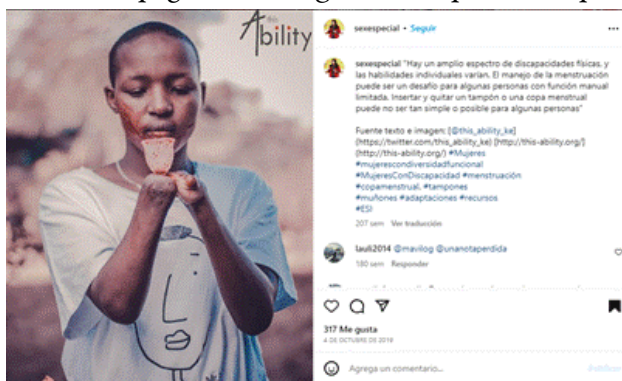 this
Ability
sexespecial • Seguir
sexespecial "Hay un amplio espectro de discapacidades físicas, y
las habilidades individuales varían. El manejo de la menstruación
puede ser un desafío para algunas personas con función manual
limitada. Insertar y quitar un tampón o una copa menstrual
puede no ser tan simple o posible para algunas personas"
Fuente texto e imagen: [@this_ability_ke]
(https://twitter.com/this_ability_ke) [http://this-ability.org/]
(http://this-ability.org/) #Mujeres
#mujerescondiversidadfuncional
#MujeresConDiscapacidad #menstruación
#copamenstrual. #tampones
#muñones #adaptaciones #recursos
#ESI
207 sem Ver traducción
lauli2014 @mavilog @unanotaperdida
180 sem Responder
317 Me gusta
4 DE OCTUBRE DE 2019
Agrega un comentario...